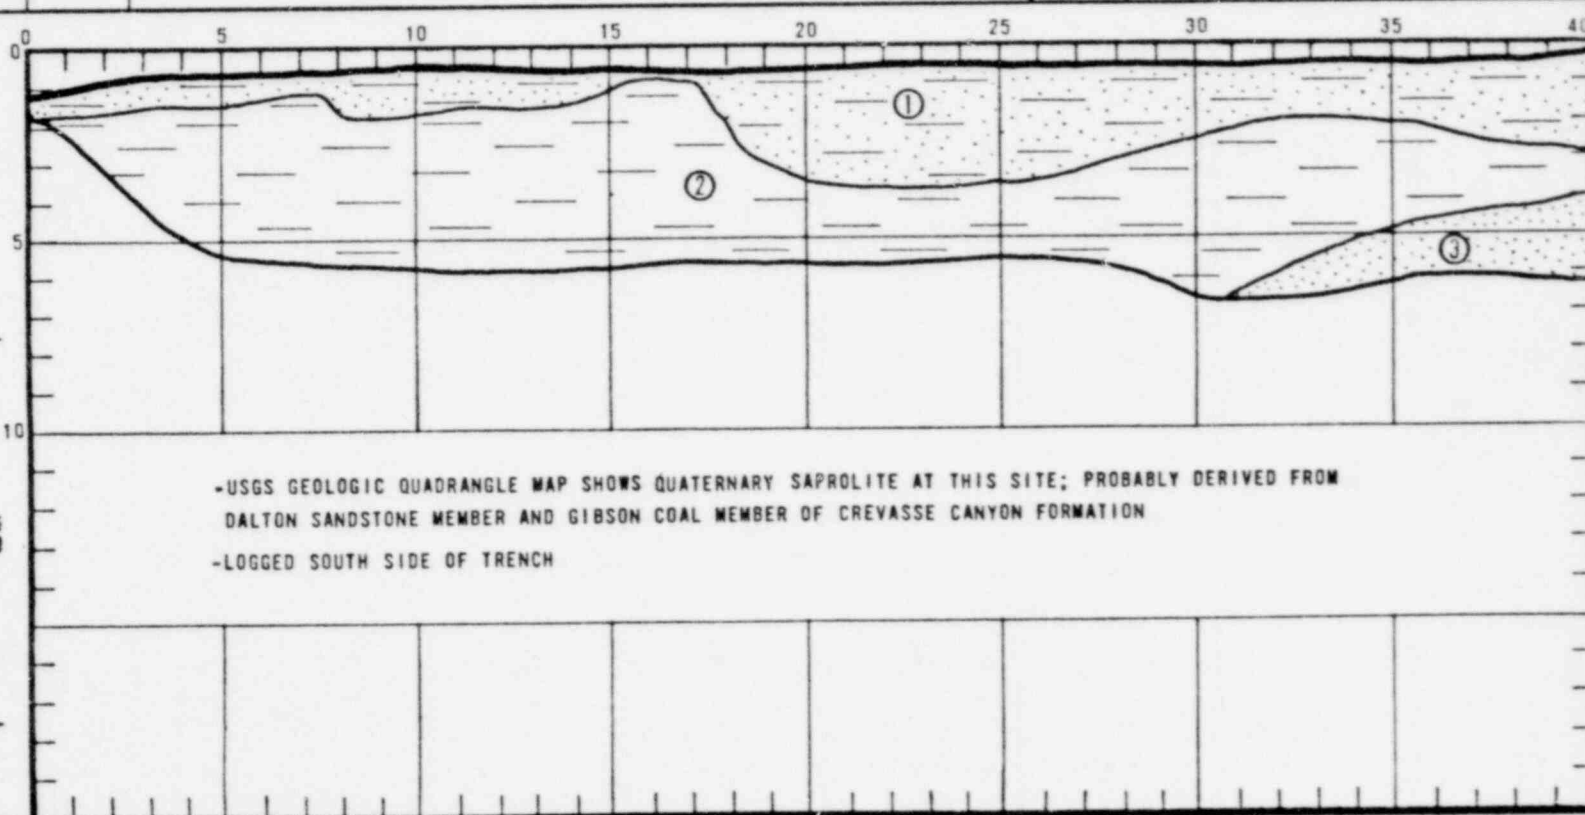 0 5 10 15 20 25 30 35 40
0
①
②
5
③
10
-USGS GEOLOGIC QUADRANGLE MAP SHOWS QUATERNARY SAPROLITE AT THIS SITE; PROBABLY DERIVED FROM
DALTON SANDSTONE MEMBER AND GIBSON COAL MEMBER OF CREVASSE CANYON FORMATION
-LOGGED SOUTH SIDE OF TRENCH